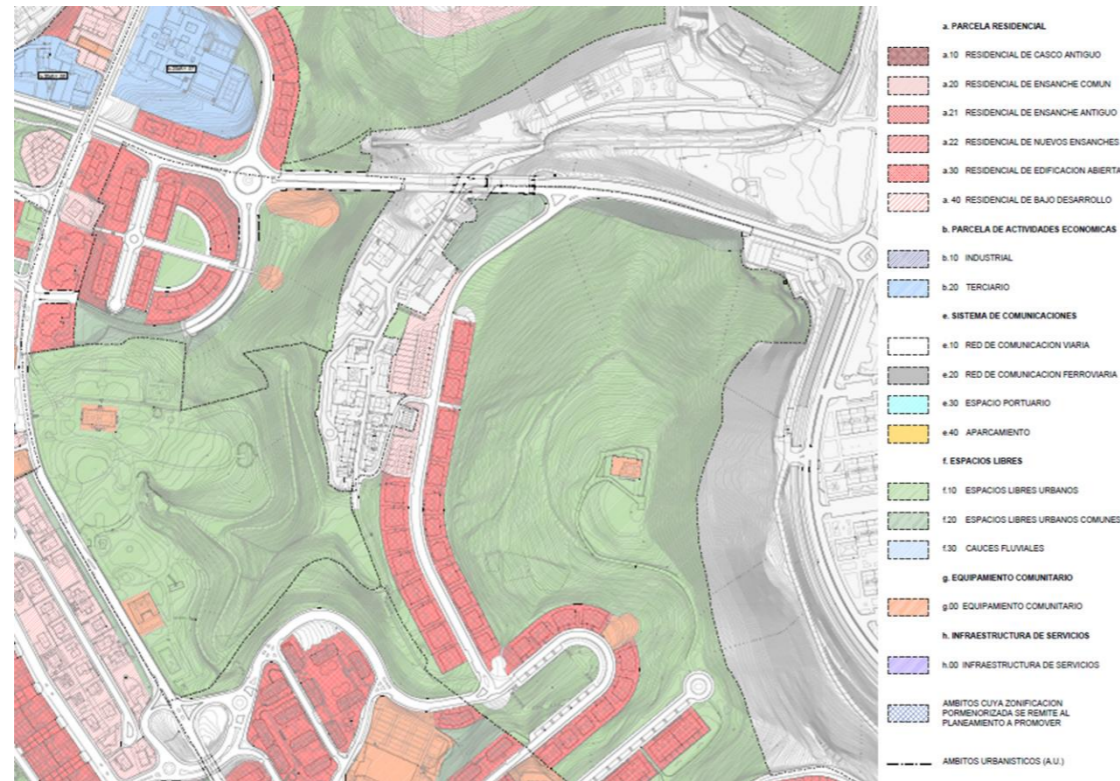 a. PARCELA RESIDENCIAL
a.10 RESIDENCIAL DE CASCO ANTIGUO
a.20 RESIDENCIAL DE ENSANCHE COMUN
a.21 RESIDENCIAL DE ENSANCHE ANTIGUO
a.22 RESIDENCIAL DE NUEVOS ENSANCHES
a.30 RESIDENCIAL DE EDIFICACION ABIERTA
a. 40 RESIDENCIAL DE BAJO DESARROLLO
b. PARCELA DE ACTIVIDADES ECONOMICAS
b.10 INDUSTRIAL
b.20 TERCIARIO
e. SISTEMA DE COMUNICACIONES
e.10 RED DE COMUNICACION VIARIA
e.20 RED DE COMUNICACION FERROVIARIA
e.30 ESPACIO PORTUARIO
e.40 APARCAMIENTO
f. ESPACIOS LIBRES
f.10 ESPACIOS LIBRES URBANOS
f.20 ESPACIOS LIBRES URBANOS COMUNES
f.30 CAUCES FLUVIALES
g. EQUIPAMIENTO COMUNITARIO
g.00 EQUIPAMIENTO COMUNITARIO
h. INFRAESTRUCTURA DE SERVICIOS
h.00 INFRAESTRUCTURA DE SERVICIOS
AMBITOS CUYA ZONIFICACION
PORMENORIZADA SE REMITE AL
PLANEAMIENTO A PROMOVER
AMBITOS URBANISTICOS (A.U.)